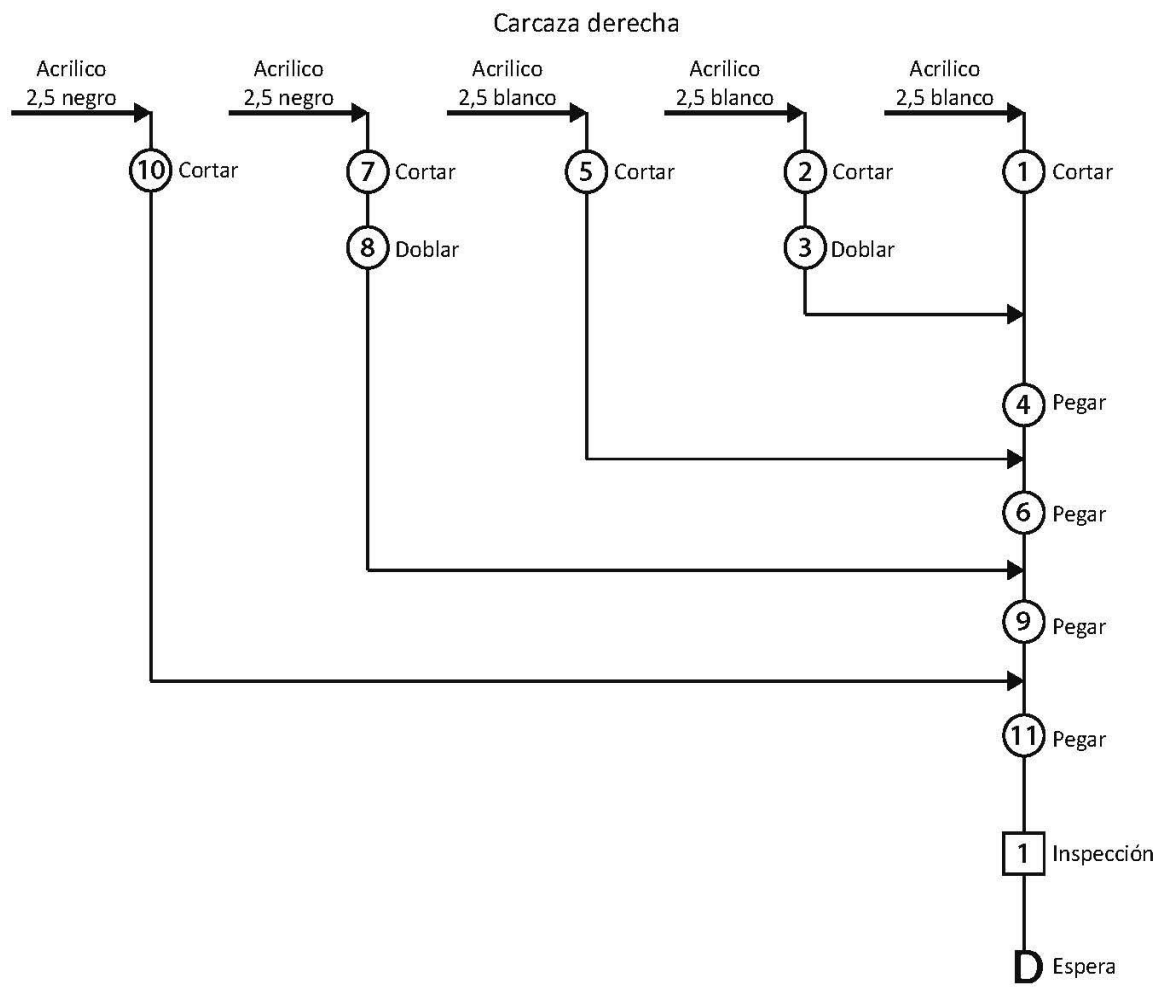 Carcaza derecha
Acrilico
2,5 negro
Acrilico
2,5 negro
Acrilico
2,5 blanco
Acrilico
2,5 blanco
Acrilico
2,5 blanco
10 Cortar
7 Cortar
5 Cortar
2 Cortar
1 Cortar
8 Doblar
3 Doblar
4 Pegar
6 Pegar
9 Pegar
11 Pegar
1 Inspección
D Espera